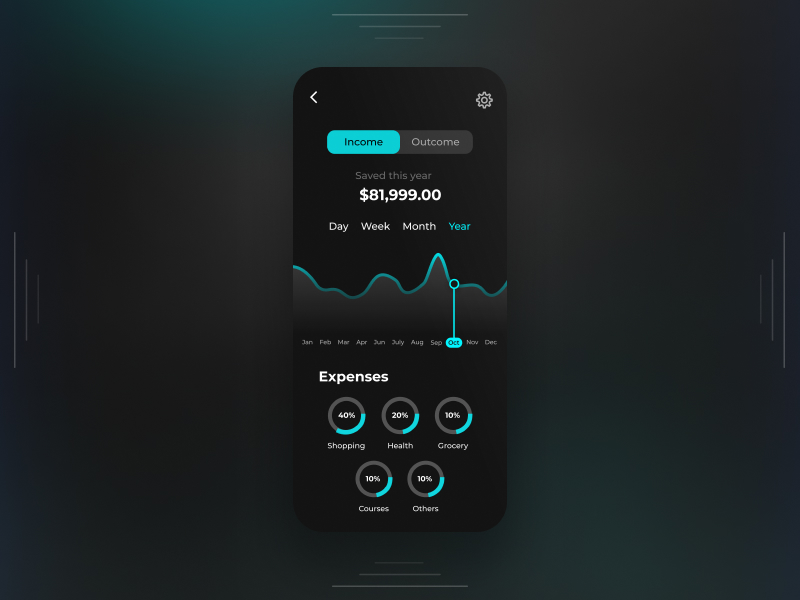 Income Outcome
Saved this year
$81,999.00
Day Week Month Year
Jan Feb Mar Apr Jun July Aug Sep Oct Nov Dec
Expenses
40% 20% 10%
Shopping Health Grocery
10% 10%
Courses Others